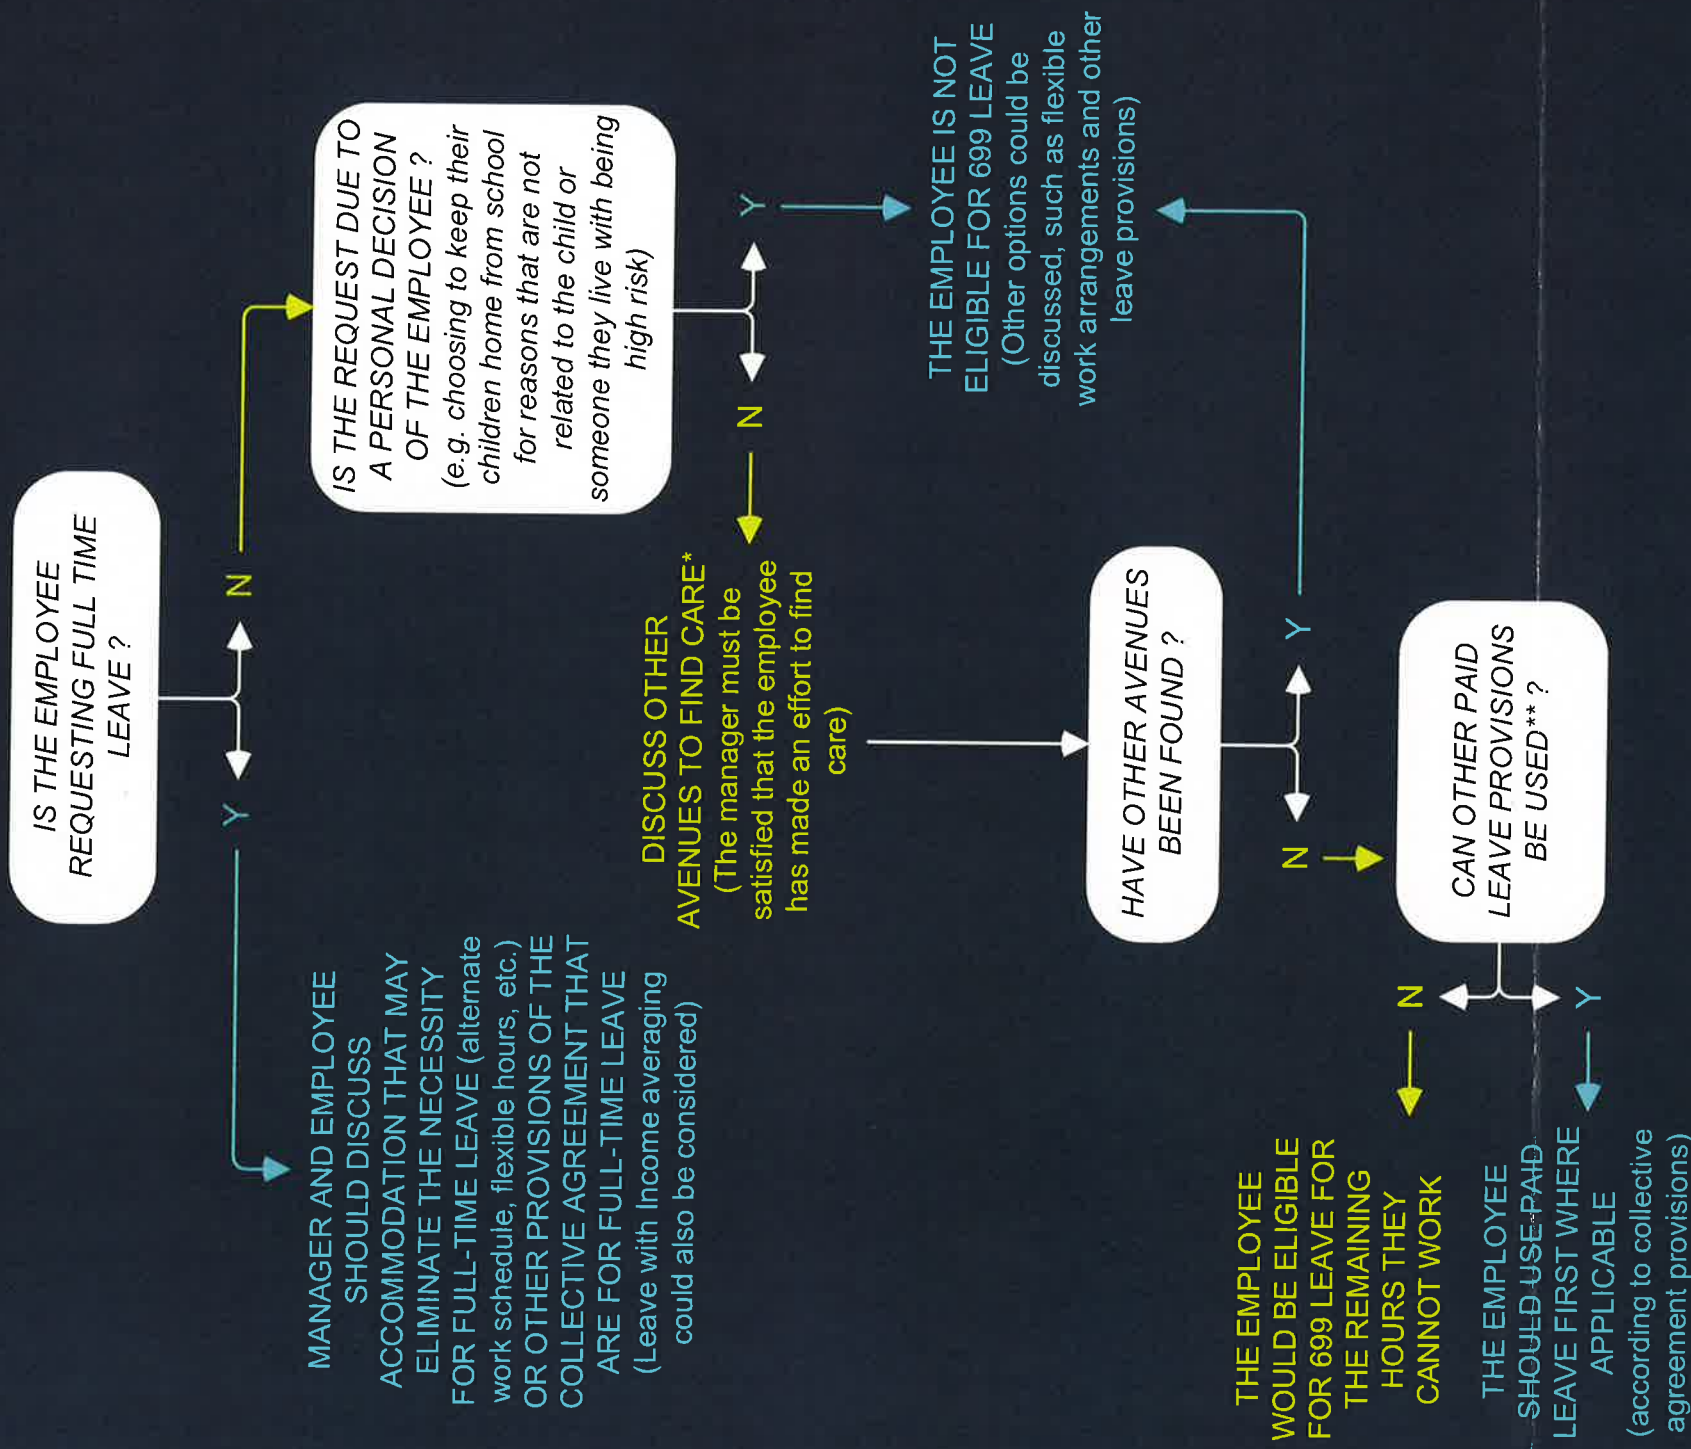 IS THE EMPLOYEE
REQUESTING FULL TIME
LEAVE ?
Y
N
MANAGER AND EMPLOYEE
SHOULD DISCUSS
ACCOMMODATION THAT MAY
ELIMINATE THE NECESSITY
FOR FULL-TIME LEAVE (alternate
work schedule, flexible hours, etc.)
OR OTHER PROVISIONS OF THE
COLLECTIVE AGREEMENT THAT
ARE FOR FULL-TIME LEAVE
(Leave with Income averaging
could also be considered)
IS THE REQUEST DUE TO
A PERSONAL DECISION
OF THE EMPLOYEE ?
(e.g. choosing to keep their
children home from school
for reasons that are not
related to the child or
someone they live with being
high risk)
N
Y
DISCUSS OTHER
AVENUES TO FIND CARE*
(The manager must be
satisfied that the employee
has made an effort to find
care)
THE EMPLOYEE IS NOT
ELIGIBLE FOR 699 LEAVE
(Other options could be
discussed, such as flexible
work arrangements and other
leave provisions)
HAVE OTHER AVENUES
BEEN FOUND ?
N
Y
CAN OTHER PAID
LEAVE PROVISIONS
BE USED** ?
N
Y
THE EMPLOYEE
WOULD BE ELIGIBLE
FOR 699 LEAVE FOR
THE REMAINING
HOURS THEY
CANNOT WORK
THE EMPLOYEE
SHOULD USE PAID
LEAVE FIRST WHERE
APPLICABLE
(according to collective
agreement provisions)